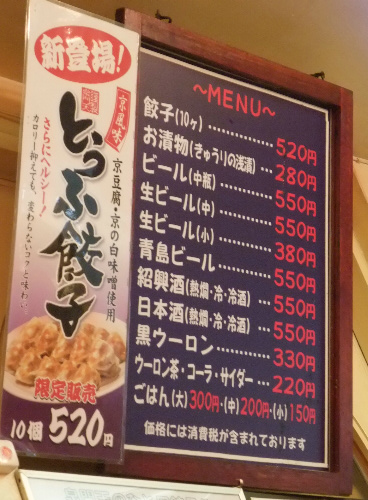 新登場!
京風味
とうふ餃子
京豆腐・京の白味噌使用
さらにヘルシー!
カロリー抑えても、変わらないコクと味わい
限定販売
10個 520円
~MENU~
餃子(10ヶ) 520円
お漬物(きゅうりの浅漬) 280円
ビール(中瓶) 550円
生ビール(中) 550円
生ビール(小) 380円
青島ビール 550円
紹興酒(熱燗・冷・冷酒) 550円
日本酒(熱燗・冷・冷酒) 550円
黒ウーロン 330円
ウーロン茶・コーラ・サイダー 220円
ごはん(大)300円・(中)200円・(小)150円
価格には消費税が含まれております